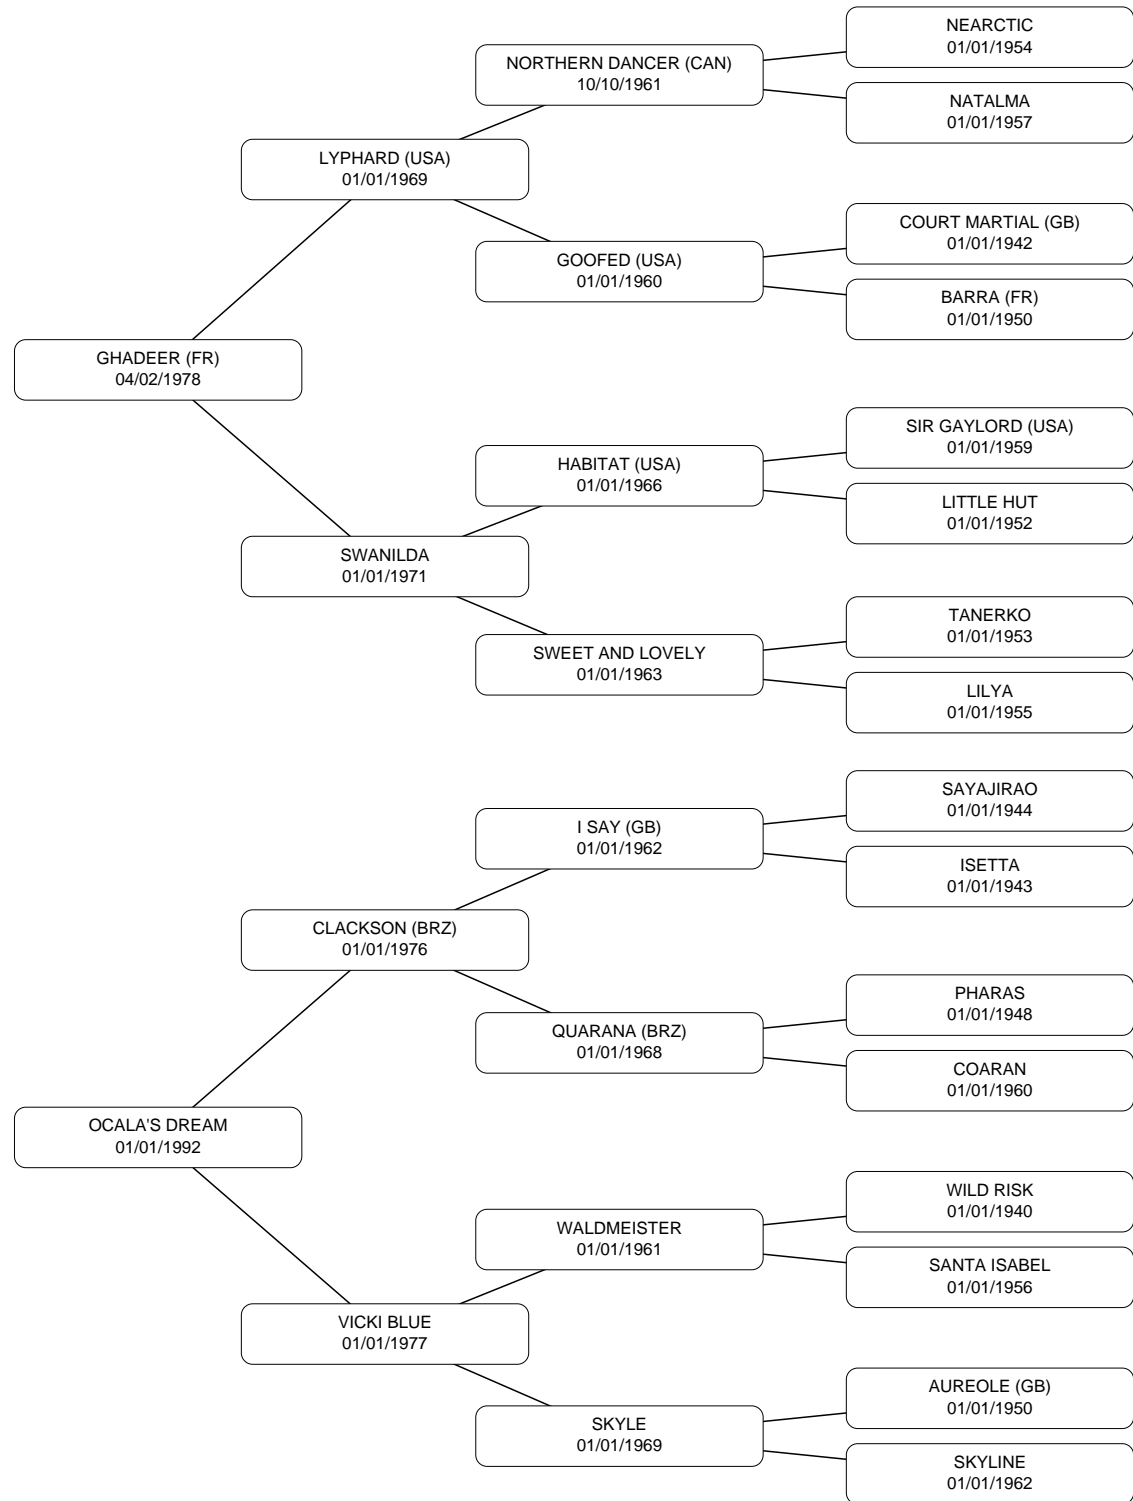 NEARCTIC
01/01/1954
NORTHERN DANCER (CAN)
10/10/1961
NATALMA
01/01/1957
LYPHARD (USA)
01/01/1969
COURT MARTIAL (GB)
01/01/1942
GOOFED (USA)
01/01/1960
BARRA (FR)
01/01/1950
GHADEER (FR)
04/02/1978
SIR GAYLORD (USA)
01/01/1959
HABITAT (USA)
01/01/1966
LITTLE HUT
01/01/1952
SWANILDA
01/01/1971
TANERKO
01/01/1953
SWEET AND LOVELY
01/01/1963
LILYA
01/01/1955
SAYAJIRAO
01/01/1944
I SAY (GB)
01/01/1962
ISETTA
01/01/1943
CLACKSON (BRZ)
01/01/1976
PHARAS
01/01/1948
QUARANA (BRZ)
01/01/1968
COARAN
01/01/1960
OCALA'S DREAM
01/01/1992
WILD RISK
01/01/1940
WALDMEISTER
01/01/1961
SANTA ISABEL
01/01/1956
VICKI BLUE
01/01/1977
AUREOLE (GB)
01/01/1950
SKYLE
01/01/1969
SKYLINE
01/01/1962